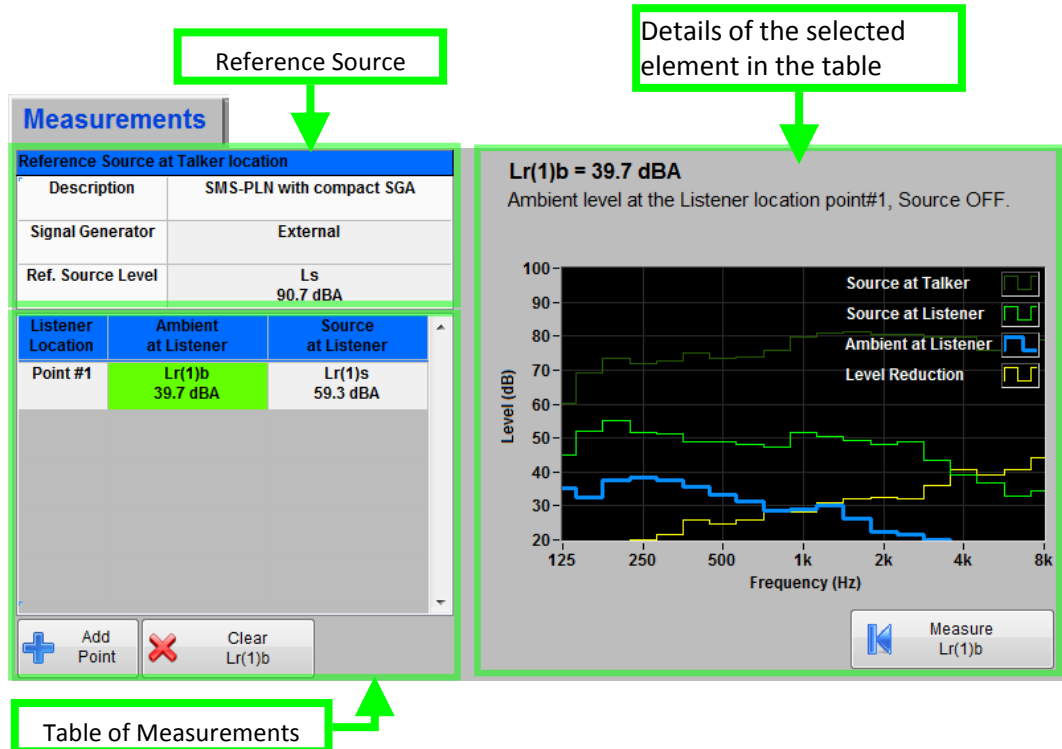 Reference Source
Details of the selected
element in the table
Measurements
Reference Source at Talker location
Description SMS-PLN with compact SGA
Signal Generator External
Ref. Source Level Ls
90.7 dBA
Listener Location Ambient at Listener Source at Listener
Point #1 Lr(1)b Lr(1)s
39.7 dBA 59.3 dBA
Add Point
Clear Lr(1)b
Table of Measurements
Lr(1)b = 39.7 dBA
Ambient level at the Listener location point#1, Source OFF.
Source at Talker
Source at Listener
Ambient at Listener
Level Reduction
Level (dB)
100
90
80
70
60
50
40
30
20
125 250 500 1k 2k 4k 8k
Frequency (Hz)
Measure
Lr(1)b